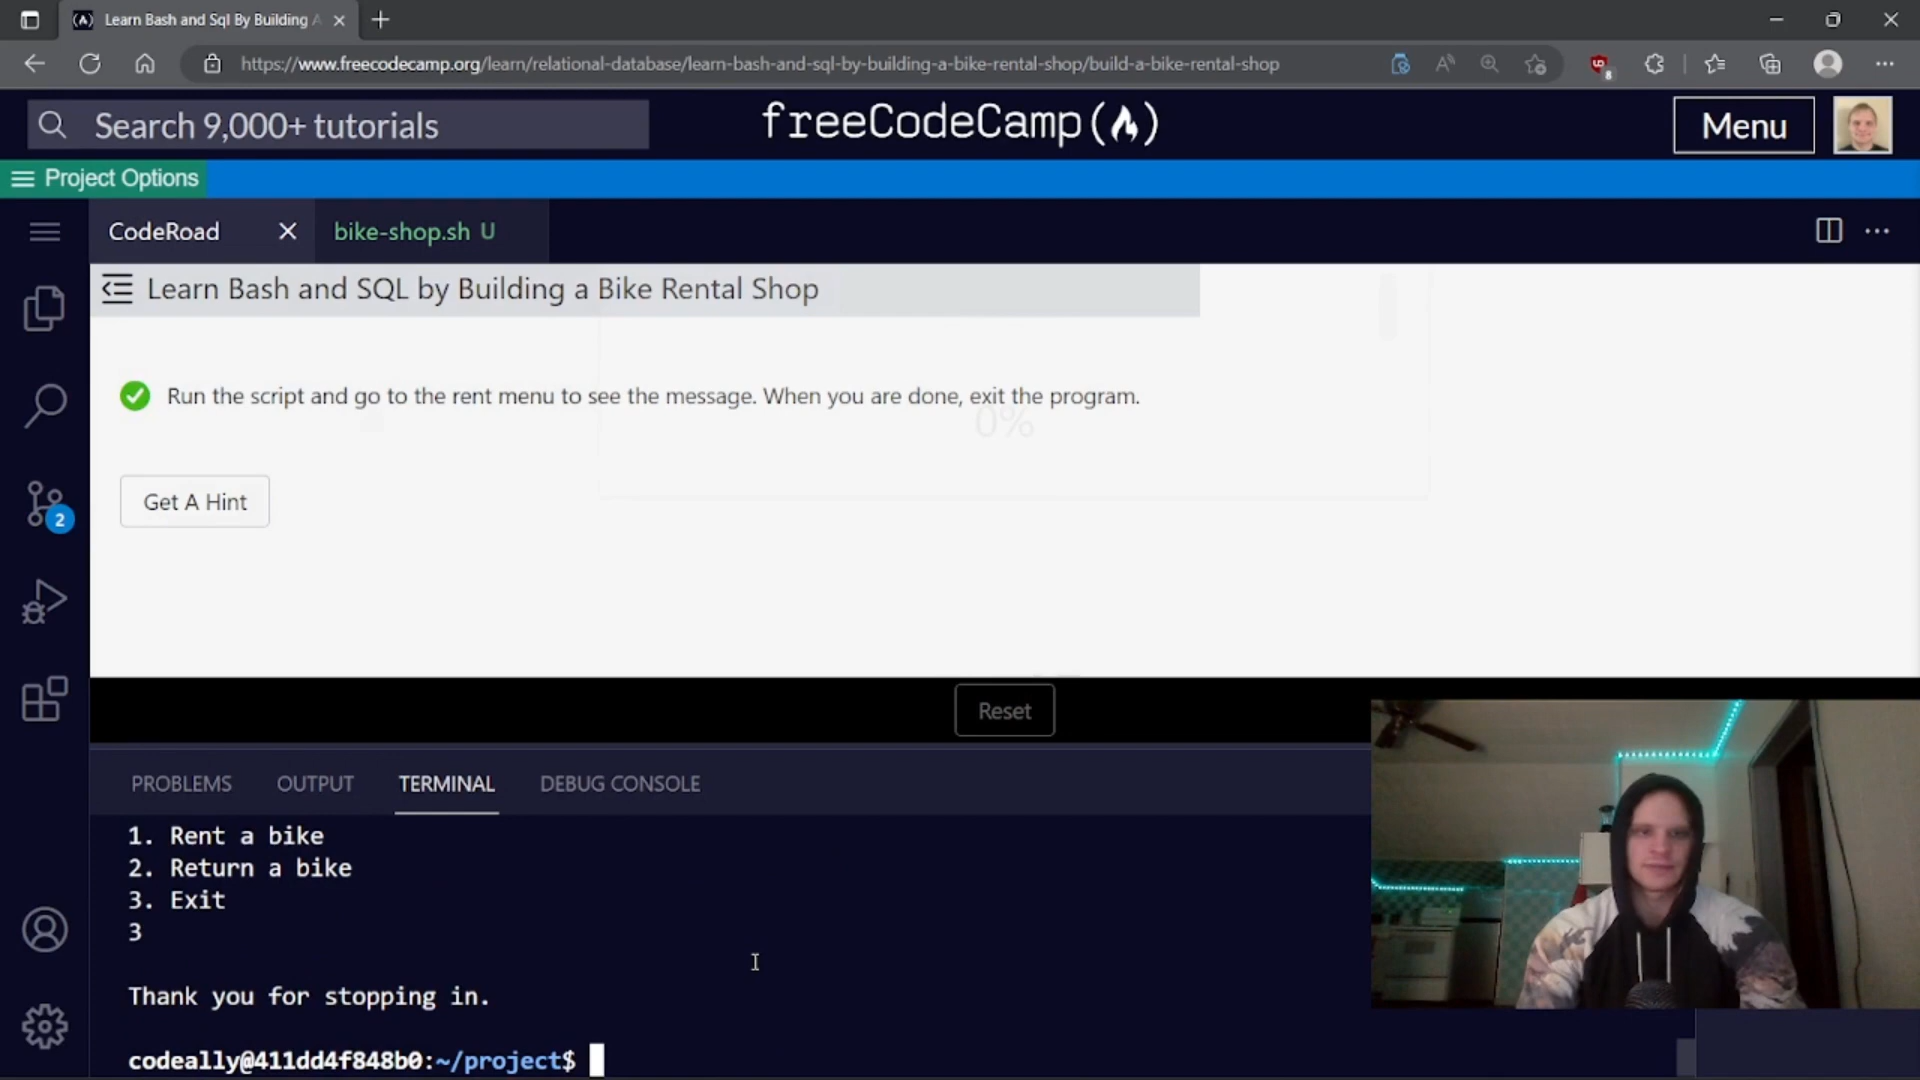 Learn Bash and Sql By Building A
https://www.freecodecamp.org/learn/relational-database/learn-bash-and-sql-by-building-a-bike-rental-shop/build-a-bike-rental-shop
8
Search 9,000+ tutorials
freeCodeCamp
Menu
Project Options
CodeRoad
bike-shop.sh U
Learn Bash and SQL by Building a Bike Rental Shop
Run the script and go to the rent menu to see the message. When you are done, exit the program.
0%
Get A Hint
2
Reset
PROBLEMS OUTPUT TERMINAL DEBUG CONSOLE
1. Rent a bike
2. Return a bike
3. Exit
3
Thank you for stopping in.
codeally@411dd4f848b0:~/project$